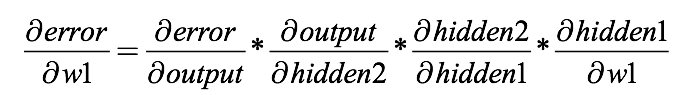 ∂error/∂w1 = ∂error/∂output * ∂output/∂hidden2 * ∂hidden2/∂hidden1 * ∂hidden1/∂w1